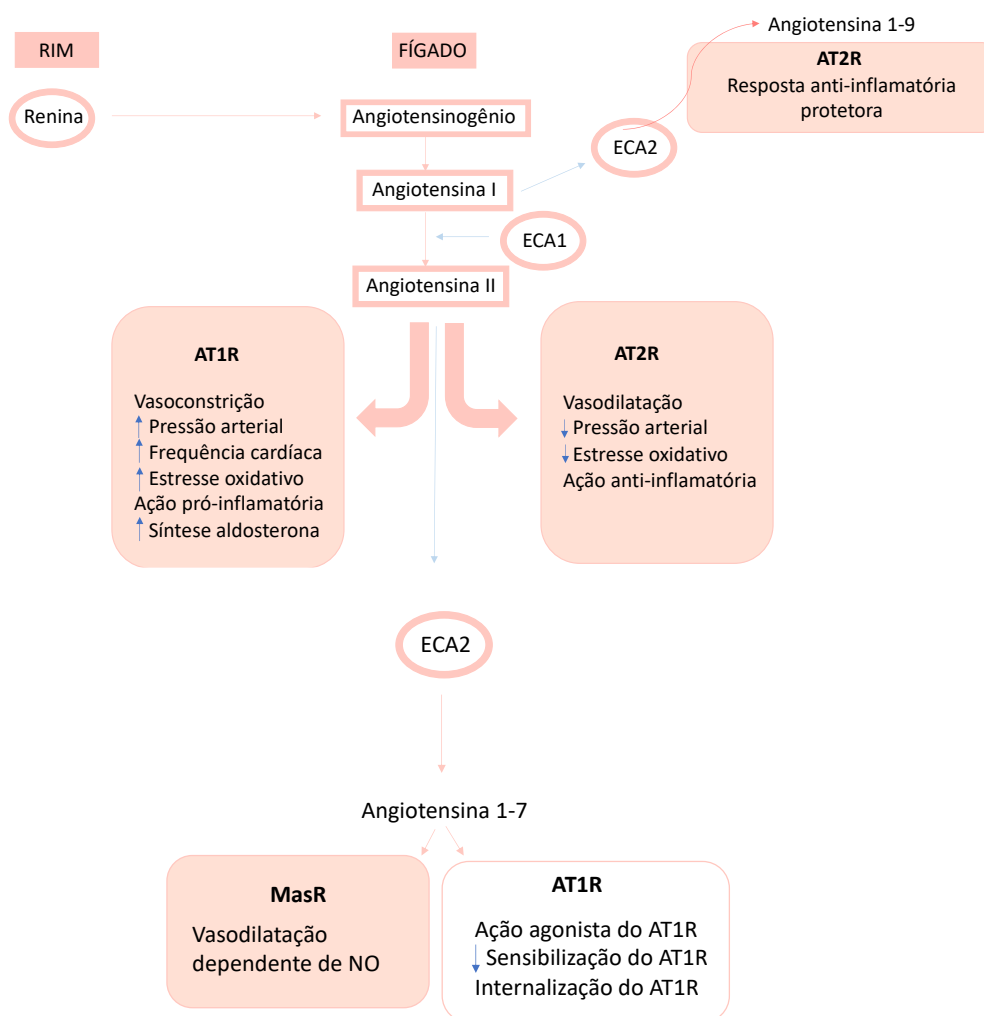 Angiotensina 1-9
RIM
FÍGADO
AT2R
Resposta anti-inflamatória
protetora
Renina
Angiotensinogênio
ECA2
Angiotensina I
ECA1
Angiotensina II
AT1R
Vasoconstrição
Pressão arterial
Frequência cardíaca
Estresse oxidativo
Ação pró-inflamatória
Síntese aldosterona
AT2R
Vasodilatação
Pressão arterial
Estresse oxidativo
Ação anti-inflamatória
ECA2
Angiotensina 1-7
MasR
Vasodilatação
dependente de NO
AT1R
Ação agonista do AT1R
Sensibilização do AT1R
Internalização do AT1R